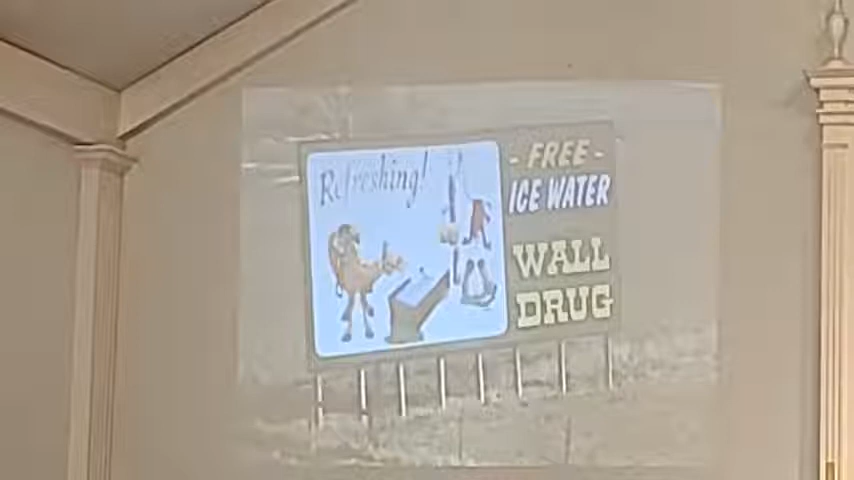 Refreshing!
- FREE -
ICE WATER
WALL
DRUG